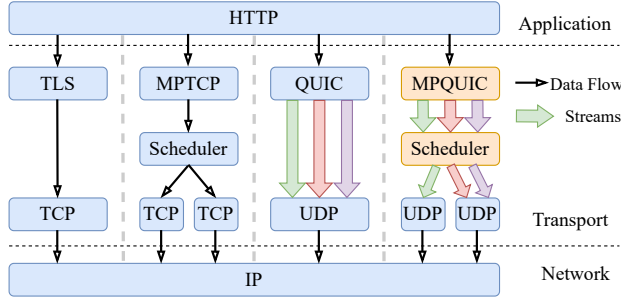 HTTP
Application
TLS
MPTCP
QUIC
MPQUIC
Data Flow
Streams
Scheduler
Scheduler
TCP
TCP
TCP
UDP
UDP
UDP
Transport
IP
Network